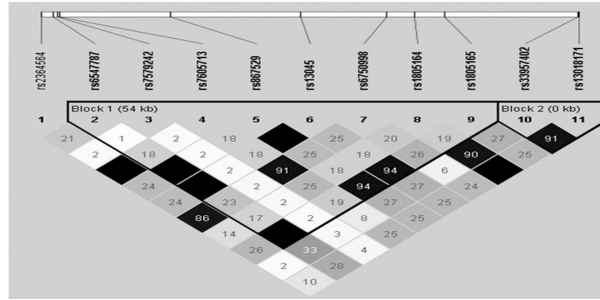 rs2364564
rs6547787
rs7579242
rs7605713
rs867529
rs13045
rs6750998
rs1805164
rs1805165
rs33957402
rs13018171
Block 1 (54 kb) Block 2 (0 kb)
1 2 3 4 5 6 7 8 9 10 11
21 1 2 18 25 20 19 27 91
2 18 2 18 25 18 26 90 25
2 91 18 94 6
24 2 25 94 27 25
24 23 2 19 27 24
86 17 2 8 25
14 3 25
26 33 4
2 28
10